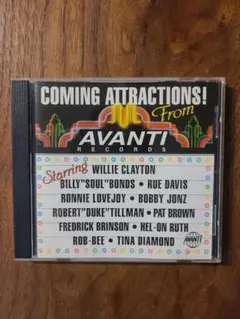 COMING ATTRACTIONS!
From
AVANTI
RECORDS
Starring WILLIE CLAYTON
BILLY "SOUL" BONDS • RUE DAVIS
RONNIE LOVEJOY • BOBBY JONZ
ROBERT "DUKE" TILLMAN • PAT BROWN
FREDRICK BRINSON • HEL-ON RUTH
ROB-BEE • TINA DIAMOND
AVANTI